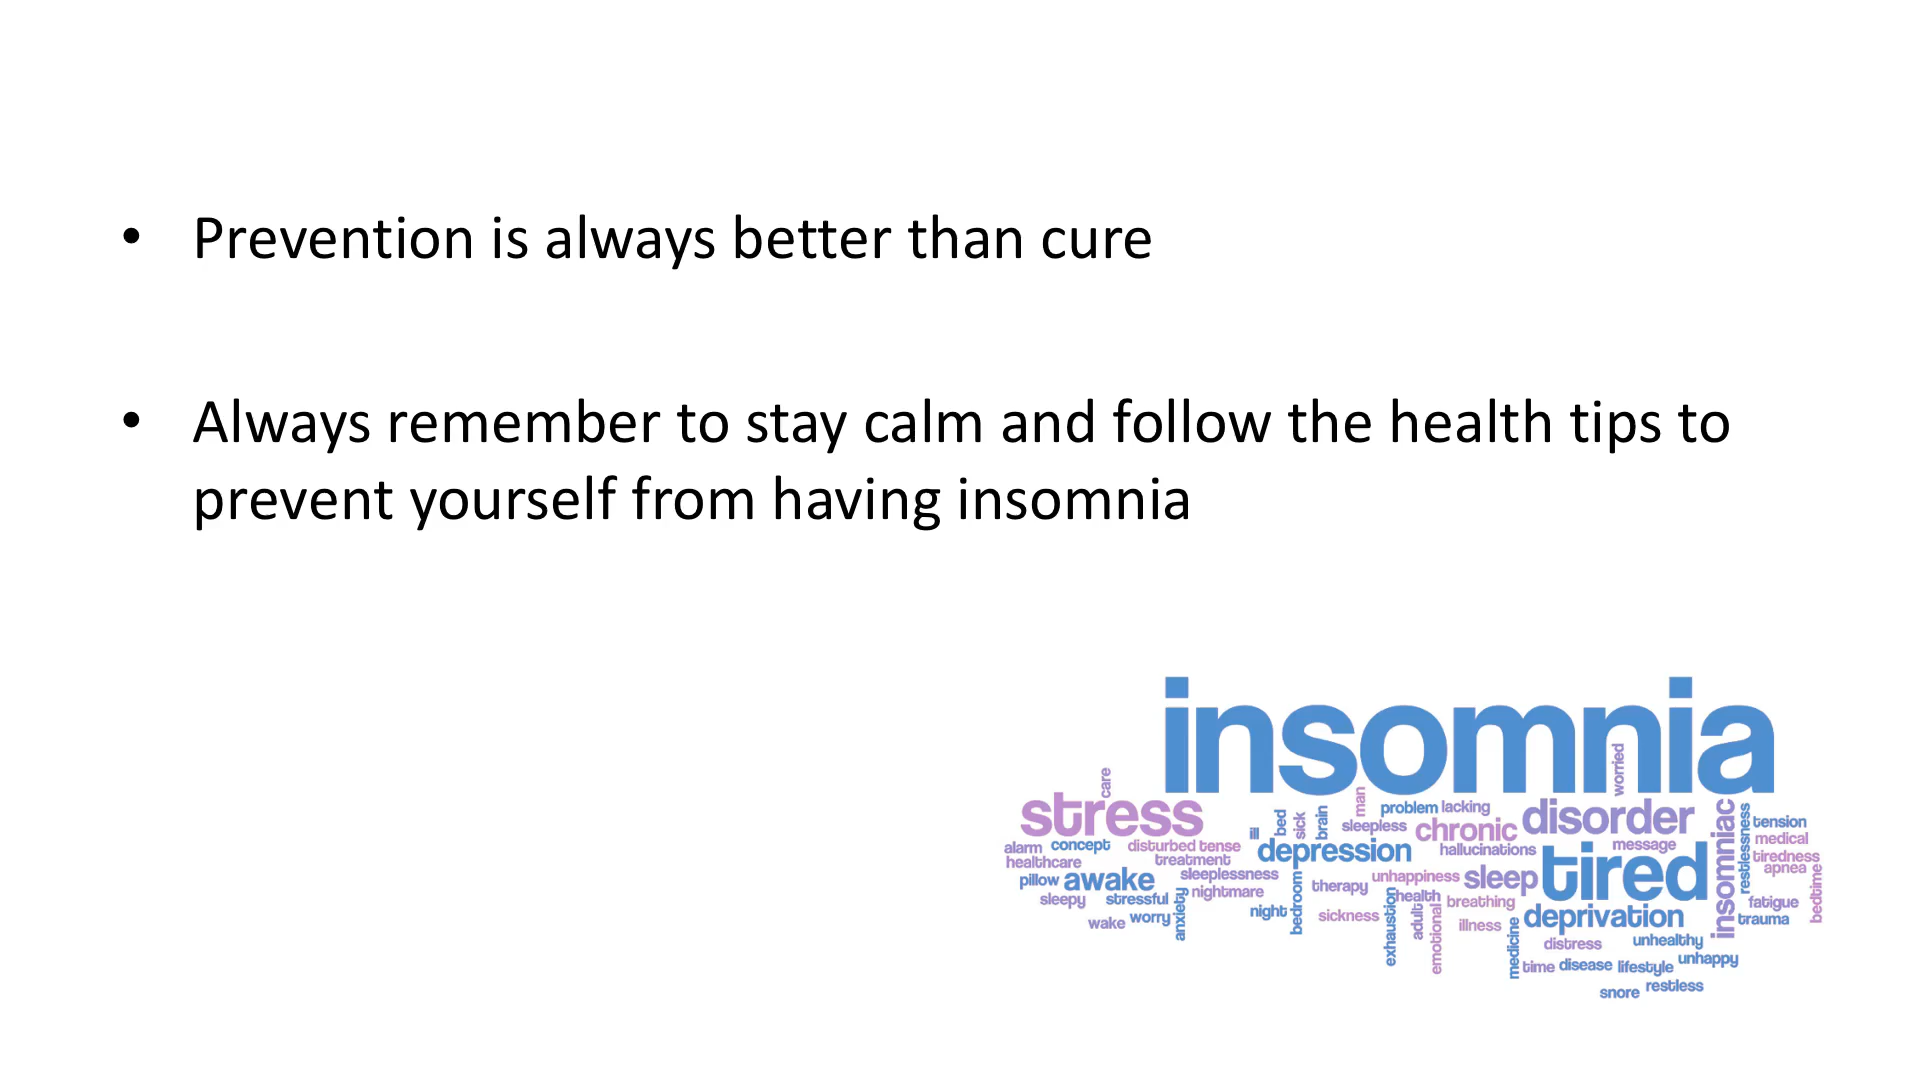 • Prevention is always better than cure
• Always remember to stay calm and follow the health tips to
prevent yourself from having insomnia
insomnia
worried
care
stress
man
problem lacking
disorder
bed
sick
brain
ill
sleepless
chronic
insomniac
restlessness
tension
medical
alarm concept
disturbed tense
depression
hallucinations
message
tired
tiredness
healthcare
treatment
apnea
pillow awake
sleeplessness
bedroom
therapy
unhappiness
sleep
bedtime
sleepy
stressful
anxiety
nightmare
exhaustion
health
breathing
fatigue
wake worry
night
sickness
adult
emotional
illness
medicine
deprivation
trauma
distress
unhealthy
time disease lifestyle unhappy
snore restless